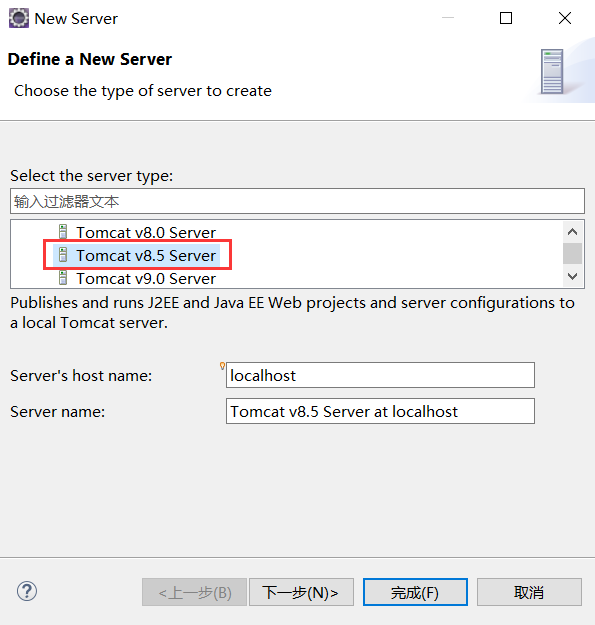 New Server
Define a New Server
Choose the type of server to create
Select the server type:
输入过滤器文本
Tomcat v8.0 Server
Tomcat v8.5 Server
Tomcat v9.0 Server
Publishes and runs J2EE and Java EE Web projects and server configurations to
a local Tomcat server.
Server's host name:
localhost
Server name:
Tomcat v8.5 Server at localhost
?
<上一步(B)
下一步(N)>
完成(F)
取消